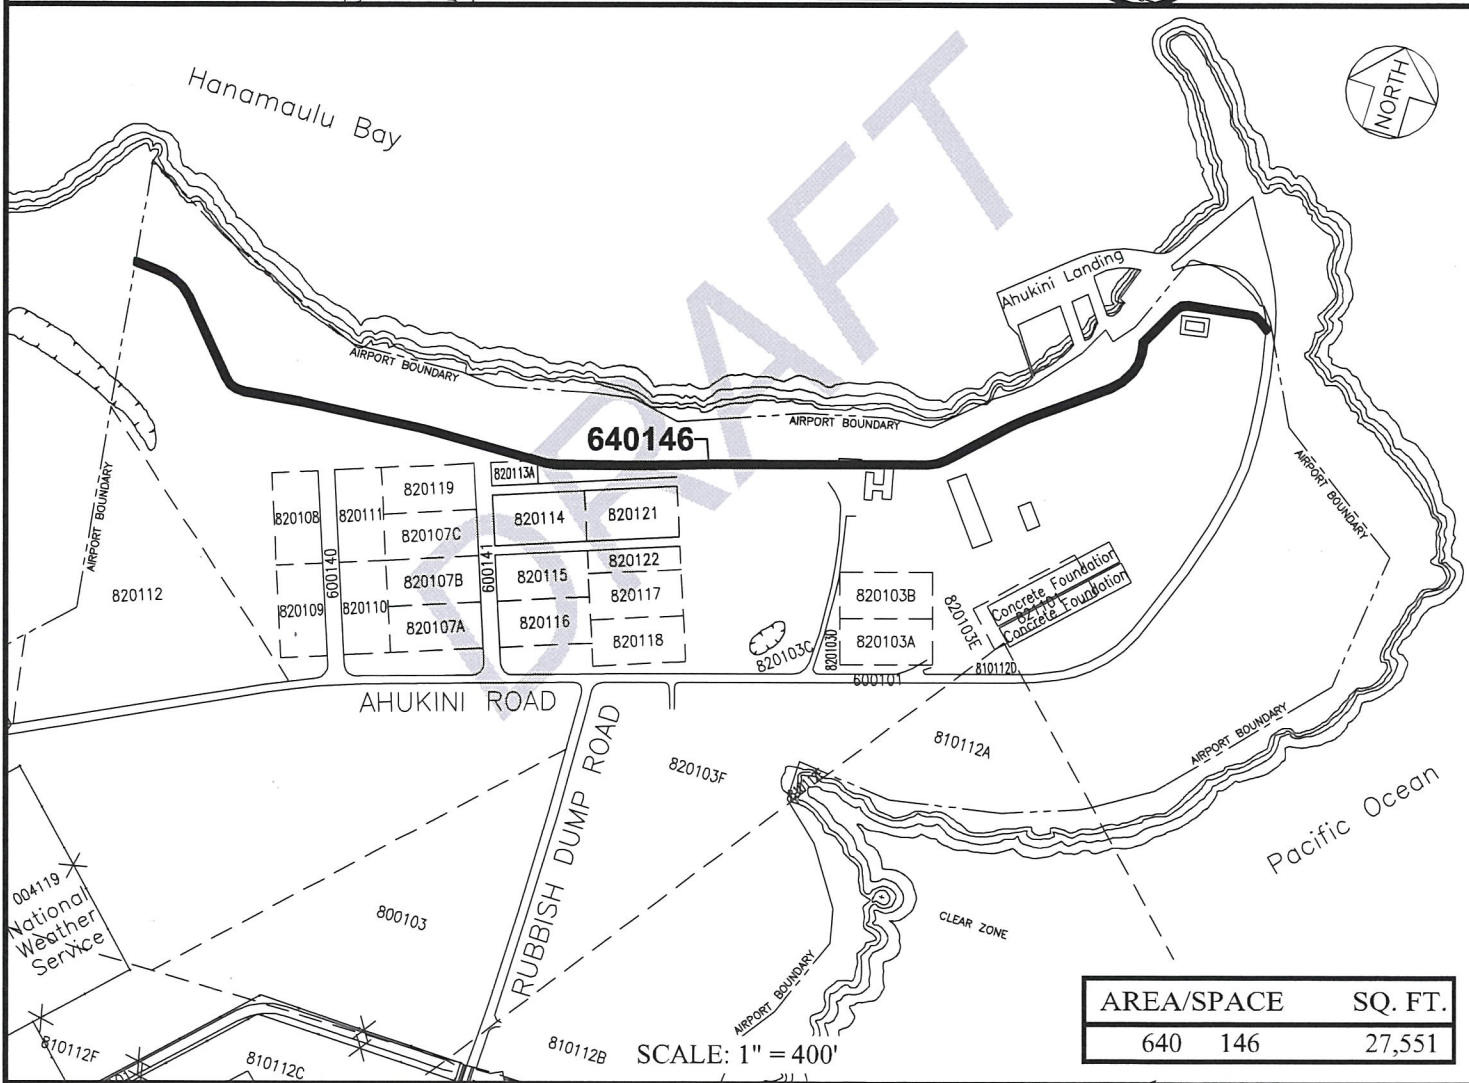 Hanamaulu Bay
NORTH
Ahukini Landing
AIRPORT BOUNDARY
AIRPORT BOUNDARY
640146
DRAFT
AIRPORT BOUNDARY
AIRPORT BOUNDARY
820108
820111
820119
820113A
820107C
820114
820121
600140
600141
820107B
820115
820122
820112
820109
820110
820107A
820116
820117
820118
820103C
820103D
820103B
820103A
820103E
Concrete Foundation
821101
Concrete Foundation
810112D
600101
AHUKINI ROAD
RUBBISH DUMP ROAD
820103F
810112A
AIRPORT BOUNDARY
Pacific Ocean
004119
National
Weather
Service
800103
CLEAR ZONE
AIRPORT BOUNDARY
810112F
810112C
810112B
SCALE: 1" = 400'
AREA/SPACE SQ. FT.
640 146 27,551